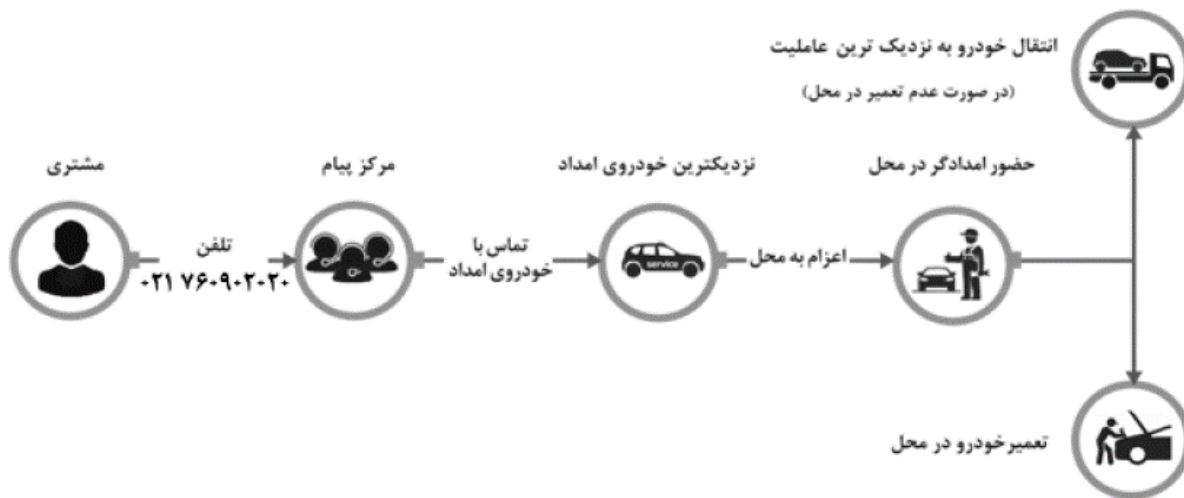 انتقال خودرو به نزدیک ترین عاملیت
(در صورت عدم تعمیر در محل)
مشتری
مرکز پیام
نزدیکترین خودروی امداد
حضور امدادگر در محل
تلفن
۰۲۱ ۷۶۰۹۰۲۰۲۰
تماس با
خودروی امداد
service
اعزام به محل
تعمیر خودرو در محل